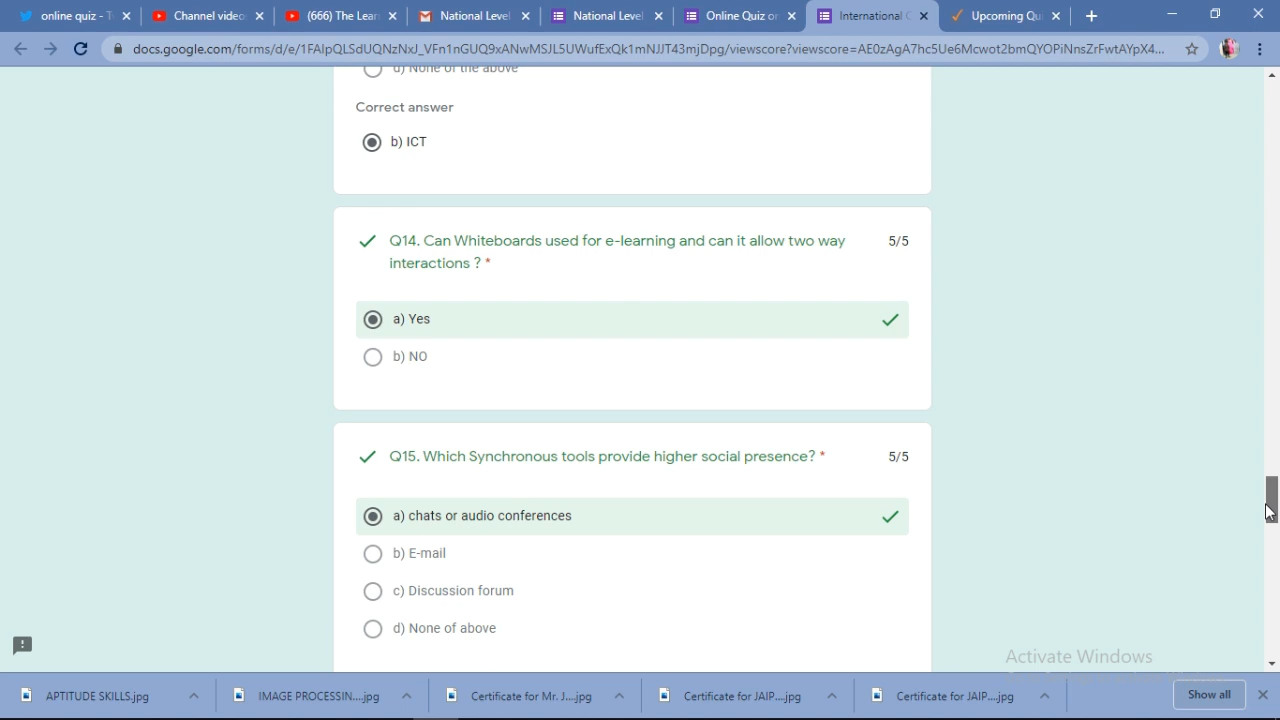 online quiz - T
Channel video
(666) The Lear
National Level
National Level
Online Quiz or
International C
Upcoming Qu
docs.google.com/forms/d/e/1FAIpQLSdUQNzNxJ_VFn1nGUQ9xANwMSJL5UWufExQk1mNJJT43mjDpg/viewscore?viewscore=AE0zAgA7hc5Ue6Mcwot2bmQYOPiNnsZrFwtAYpX4...
d) None of the above
Correct answer
b) ICT
Q14. Can Whiteboards used for e-learning and can it allow two way 5/5
interactions ? *
a) Yes
b) NO
Q15. Which Synchronous tools provide higher social presence? * 5/5
a) chats or audio conferences
b) E-mail
c) Discussion forum
d) None of above
Activate Windows
APTITUDE SKILLS.jpg
IMAGE PROCESSIN....jpg
Certificate for Mr. J....jpg
Certificate for JAIP....jpg
Certificate for JAIP....jpg
Show all